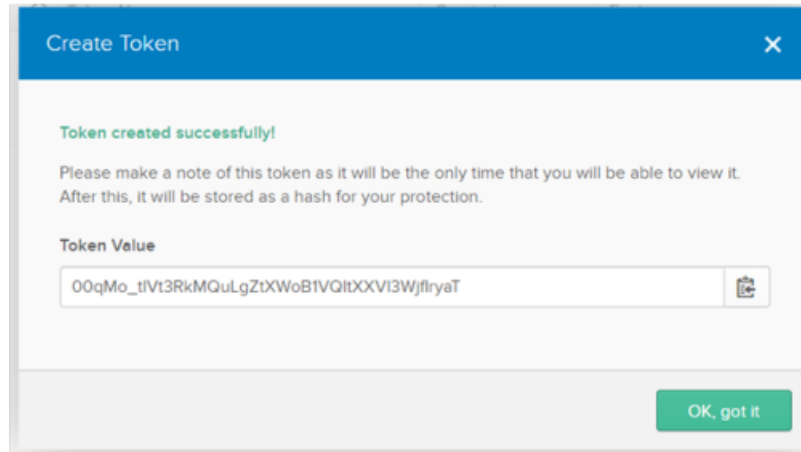 Create Token
Token created successfully!
Please make a note of this token as it will be the only time that you will be able to view it.
After this, it will be stored as a hash for your protection.
Token Value
OK, got it